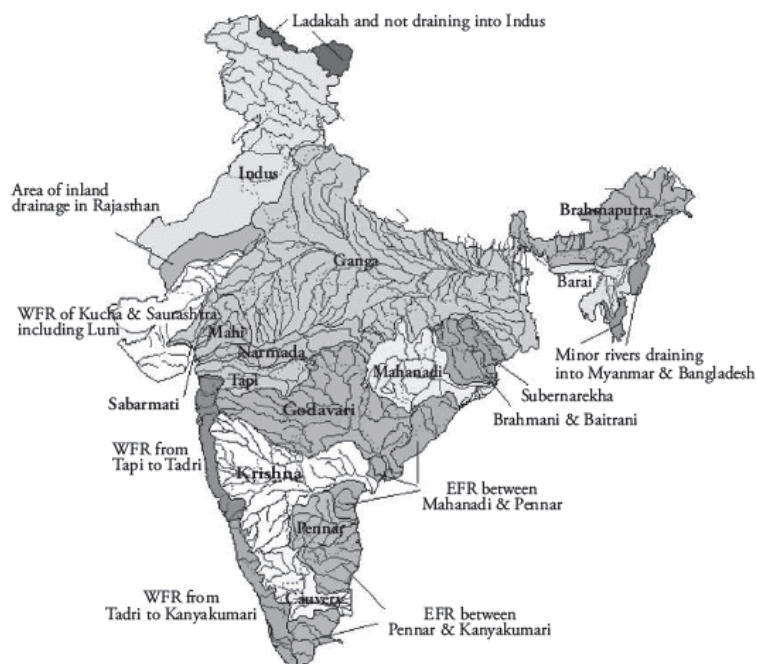 Ladakah and not draining into Indus
Indus
Area of inland
drainage in Rajasthan
Brahmaputra
Ganga
Barai
WFR of Kucha & Saurashtra
including Luni
Mahi
Narmada
Minor rivers draining
into Myanmar & Bangladesh
Mahanadi
Tapi
Subernarekha
Sabarmati
Godavari
Brahmani & Baitrani
WFR from
Tapi to Tadri
Krishna
EFR between
Mahanadi & Pennar
Pennar
WFR from
Tadri to Kanyakumari
Cauvery
EFR between
Pennar & Kanyakumari